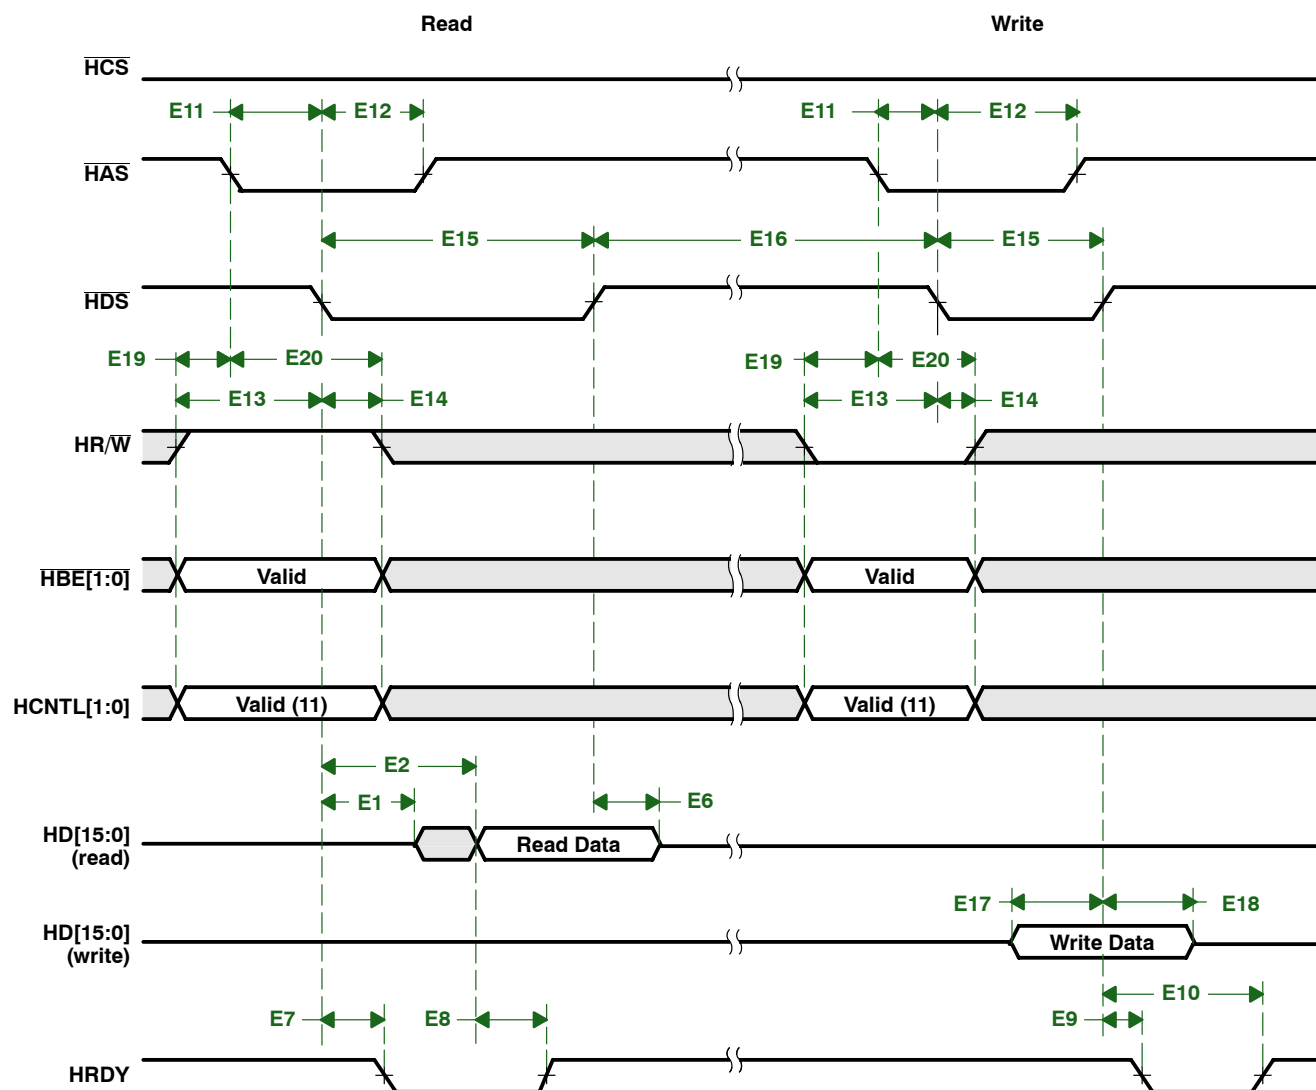 Read Write
HCS
E11 E12 E11 E12
HAS
E15 E16 E15
HDS
E19 E20 E19 E20
E13 E14 E13 E14
HR/W
HBE[1:0] Valid Valid
HCNTL[1:0] Valid (11) Valid (11)
E2
E1 E6
HD[15:0]
(read) Read Data
E17 E18
HD[15:0]
(write) Write Data
E10
E7 E8 E9
HRDY